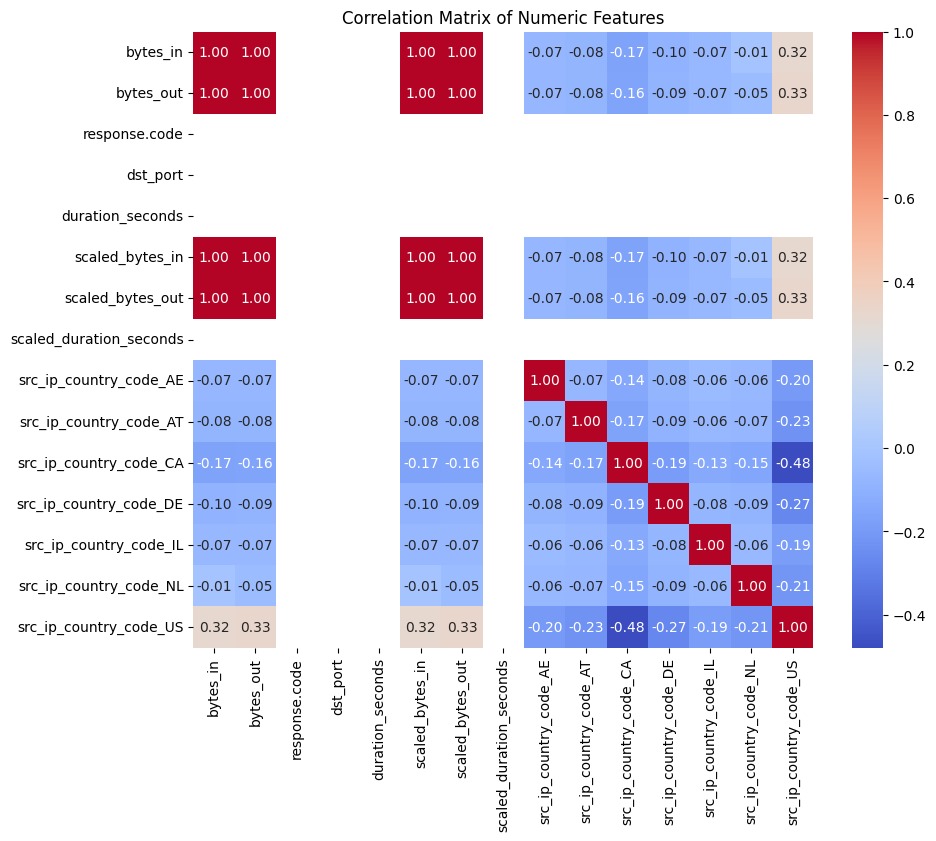 Correlation Matrix of Numeric Features
bytes_in 1.00 1.00 1.00 1.00 -0.07 -0.08 -0.17 -0.10 -0.07 -0.01 0.32
bytes_out 1.00 1.00 1.00 1.00 -0.07 -0.08 -0.16 -0.09 -0.07 -0.05 0.33
response.code
dst_port
duration_seconds
scaled_bytes_in 1.00 1.00 1.00 1.00 -0.07 -0.08 -0.17 -0.10 -0.07 -0.01 0.32
scaled_bytes_out 1.00 1.00 1.00 1.00 -0.07 -0.08 -0.16 -0.09 -0.07 -0.05 0.33
scaled_duration_seconds
src_ip_country_code_AE -0.07 -0.07 -0.07 -0.07 1.00 -0.07 -0.14 -0.08 -0.06 -0.06 -0.20
src_ip_country_code_AT -0.08 -0.08 -0.08 -0.08 -0.07 1.00 -0.17 -0.09 -0.06 -0.07 -0.23
src_ip_country_code_CA -0.17 -0.16 -0.17 -0.16 -0.14 -0.17 1.00 -0.19 -0.13 -0.15 -0.48
src_ip_country_code_DE -0.10 -0.09 -0.10 -0.09 -0.08 -0.09 -0.19 1.00 -0.08 -0.09 -0.27
src_ip_country_code_IL -0.07 -0.07 -0.07 -0.07 -0.06 -0.06 -0.13 -0.08 1.00 -0.06 -0.19
src_ip_country_code_NL -0.01 -0.05 -0.01 -0.05 -0.06 -0.07 -0.15 -0.09 -0.06 1.00 -0.21
src_ip_country_code_US 0.32 0.33 0.32 0.33 -0.20 -0.23 -0.48 -0.27 -0.19 -0.21 1.00
bytes_in
bytes_out
response.code
dst_port
duration_seconds
scaled_bytes_in
scaled_bytes_out
scaled_duration_seconds
src_ip_country_code_AE
src_ip_country_code_AT
src_ip_country_code_CA
src_ip_country_code_DE
src_ip_country_code_IL
src_ip_country_code_NL
src_ip_country_code_US
1.0
0.8
0.6
0.4
0.2
0.0
−0.2
−0.4